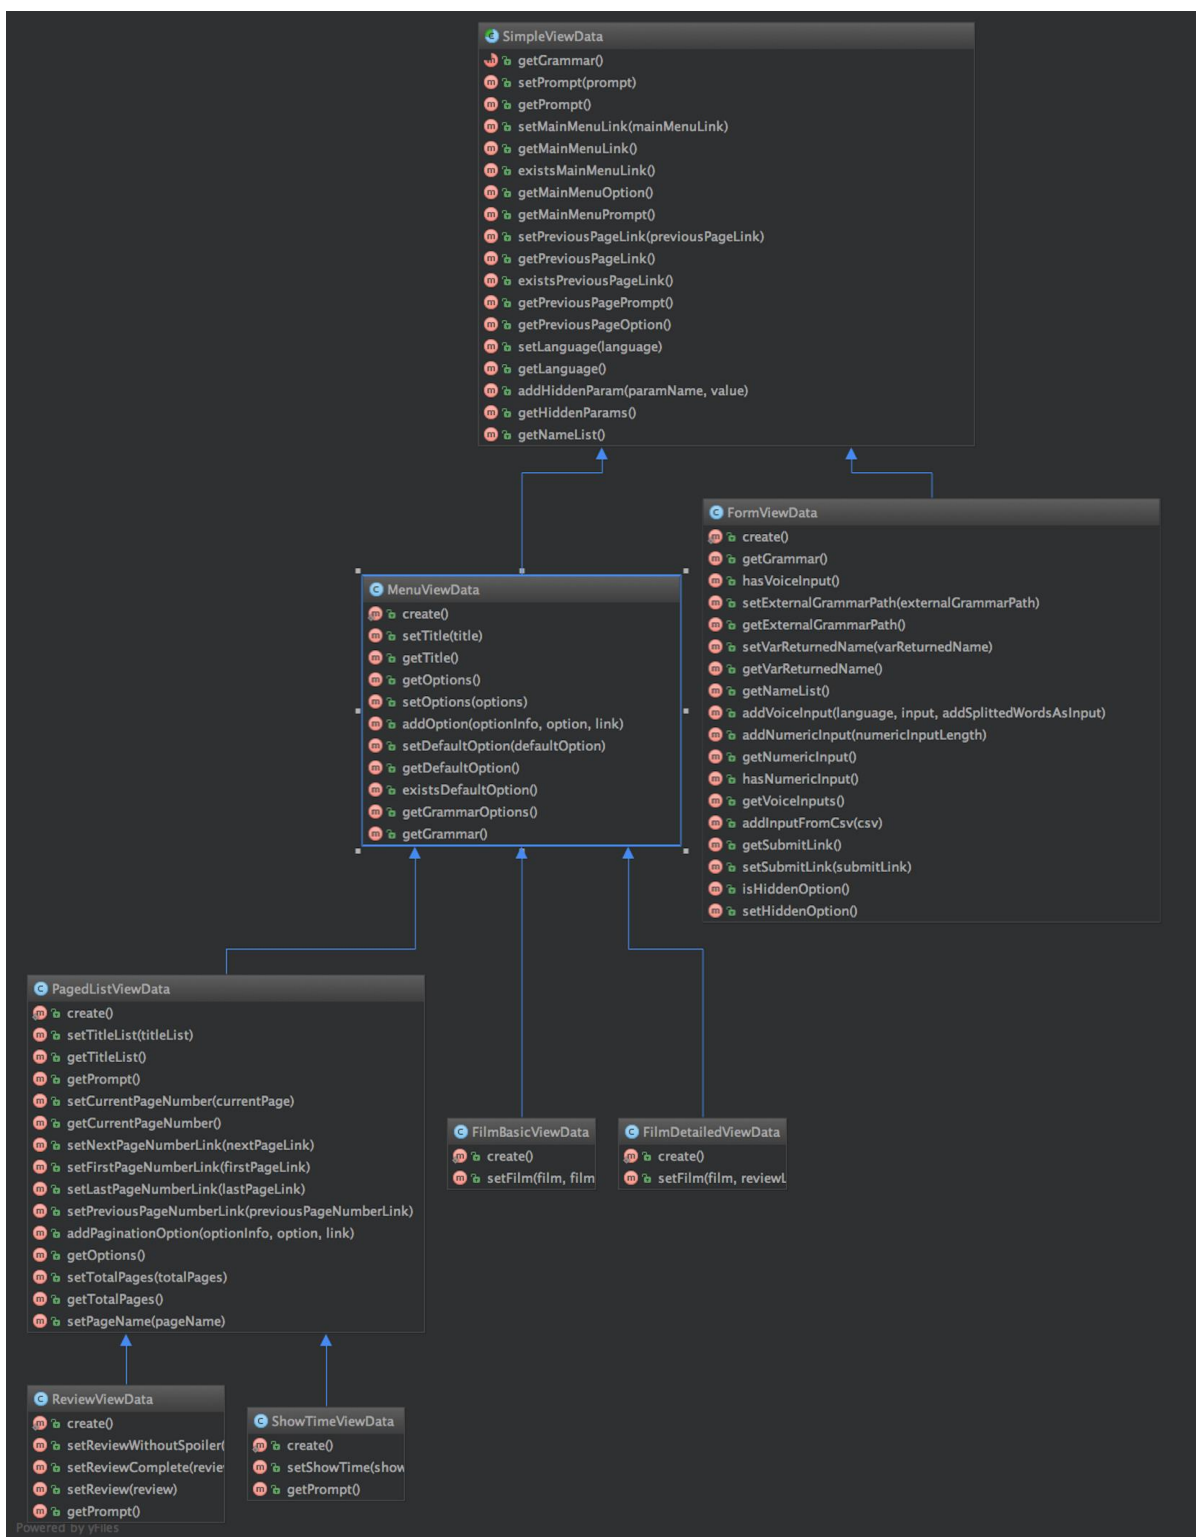 SimpleViewData
getGrammar()
setPrompt(prompt)
getPrompt()
setMainMenuLink(mainMenuLink)
getMainMenuLink()
existsMainMenuLink()
getMainMenuOption()
getMainMenuPrompt()
setPreviousPageLink(previousPageLink)
getPreviousPageLink()
existsPreviousPageLink()
getPreviousPagePrompt()
getPreviousPageOption()
setLanguage(language)
getLanguage()
addHiddenParam(paramName, value)
getHiddenParams()
getNameList()
FormViewData
create()
getGrammar()
hasVoiceInput()
setExternalGrammarPath(externalGrammarPath)
getExternalGrammarPath()
setVarReturnedName(varReturnedName)
getVarReturnedName()
getNameList()
addVoiceInput(language, input, addSplittedWordsAsInput)
addNumericInput(numericInputLength)
getNumericInput()
hasNumericInput()
getVoiceInputs()
addInputFromCsv(csv)
getSubmitLink()
setSubmitLink(submitLink)
isHiddenOption()
setHiddenOption()
MenuViewData
create()
setTitle(title)
getTitle()
getOptions()
setOptions(options)
addOption(optionInfo, option, link)
setDefaultOption(defaultOption)
getDefaultOption()
existsDefaultOption()
getGrammarOptions()
getGrammar()
PagedListViewData
create()
setTitleList(titleList)
getTitleList()
getPrompt()
setCurrentPageNumber(currentPage)
getCurrentPageNumber()
setNextPageNumberLink(nextPageLink)
setFirstPageNumberLink(firstPageLink)
setLastPageNumberLink(lastPageLink)
setPreviousPageNumberLink(previousPageNumberLink)
addPaginationOption(optionInfo, option, link)
getOptions()
setTotalPages(totalPages)
getTotalPages()
setPageName(pageName)
FilmBasicViewData
create()
setFilm(film, film
FilmDetailedViewData
create()
setFilm(film, reviewL
ReviewViewData
create()
setReviewWithoutSpoiler(
setReviewComplete(revie
setReview(review)
getPrompt()
ShowTimeViewData
create()
setShowTime(show
getPrompt()
Powered by yFiles